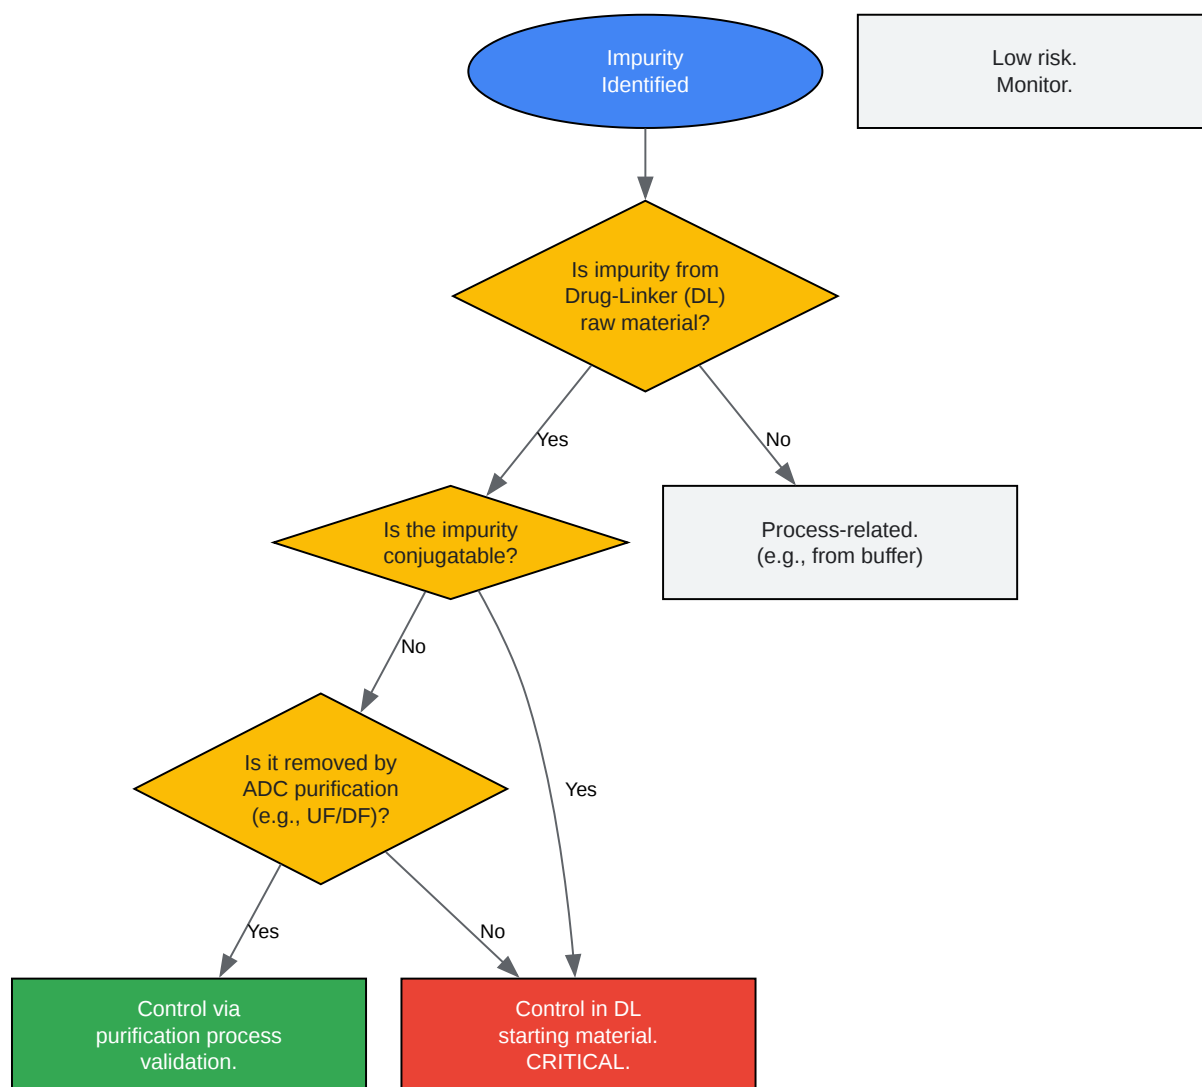 Impurity
Identified
Low risk.
Monitor.
Is impurity from
Drug-Linker (DL)
raw material?
Yes
No
Is the impurity
conjugatable?
Process-related.
(e.g., from buffer)
No
Is it removed by
ADC purification
(e.g., UF/DF)?
Yes
Yes
No
Control via
purification process
validation.
Control in DL
starting material.
CRITICAL.